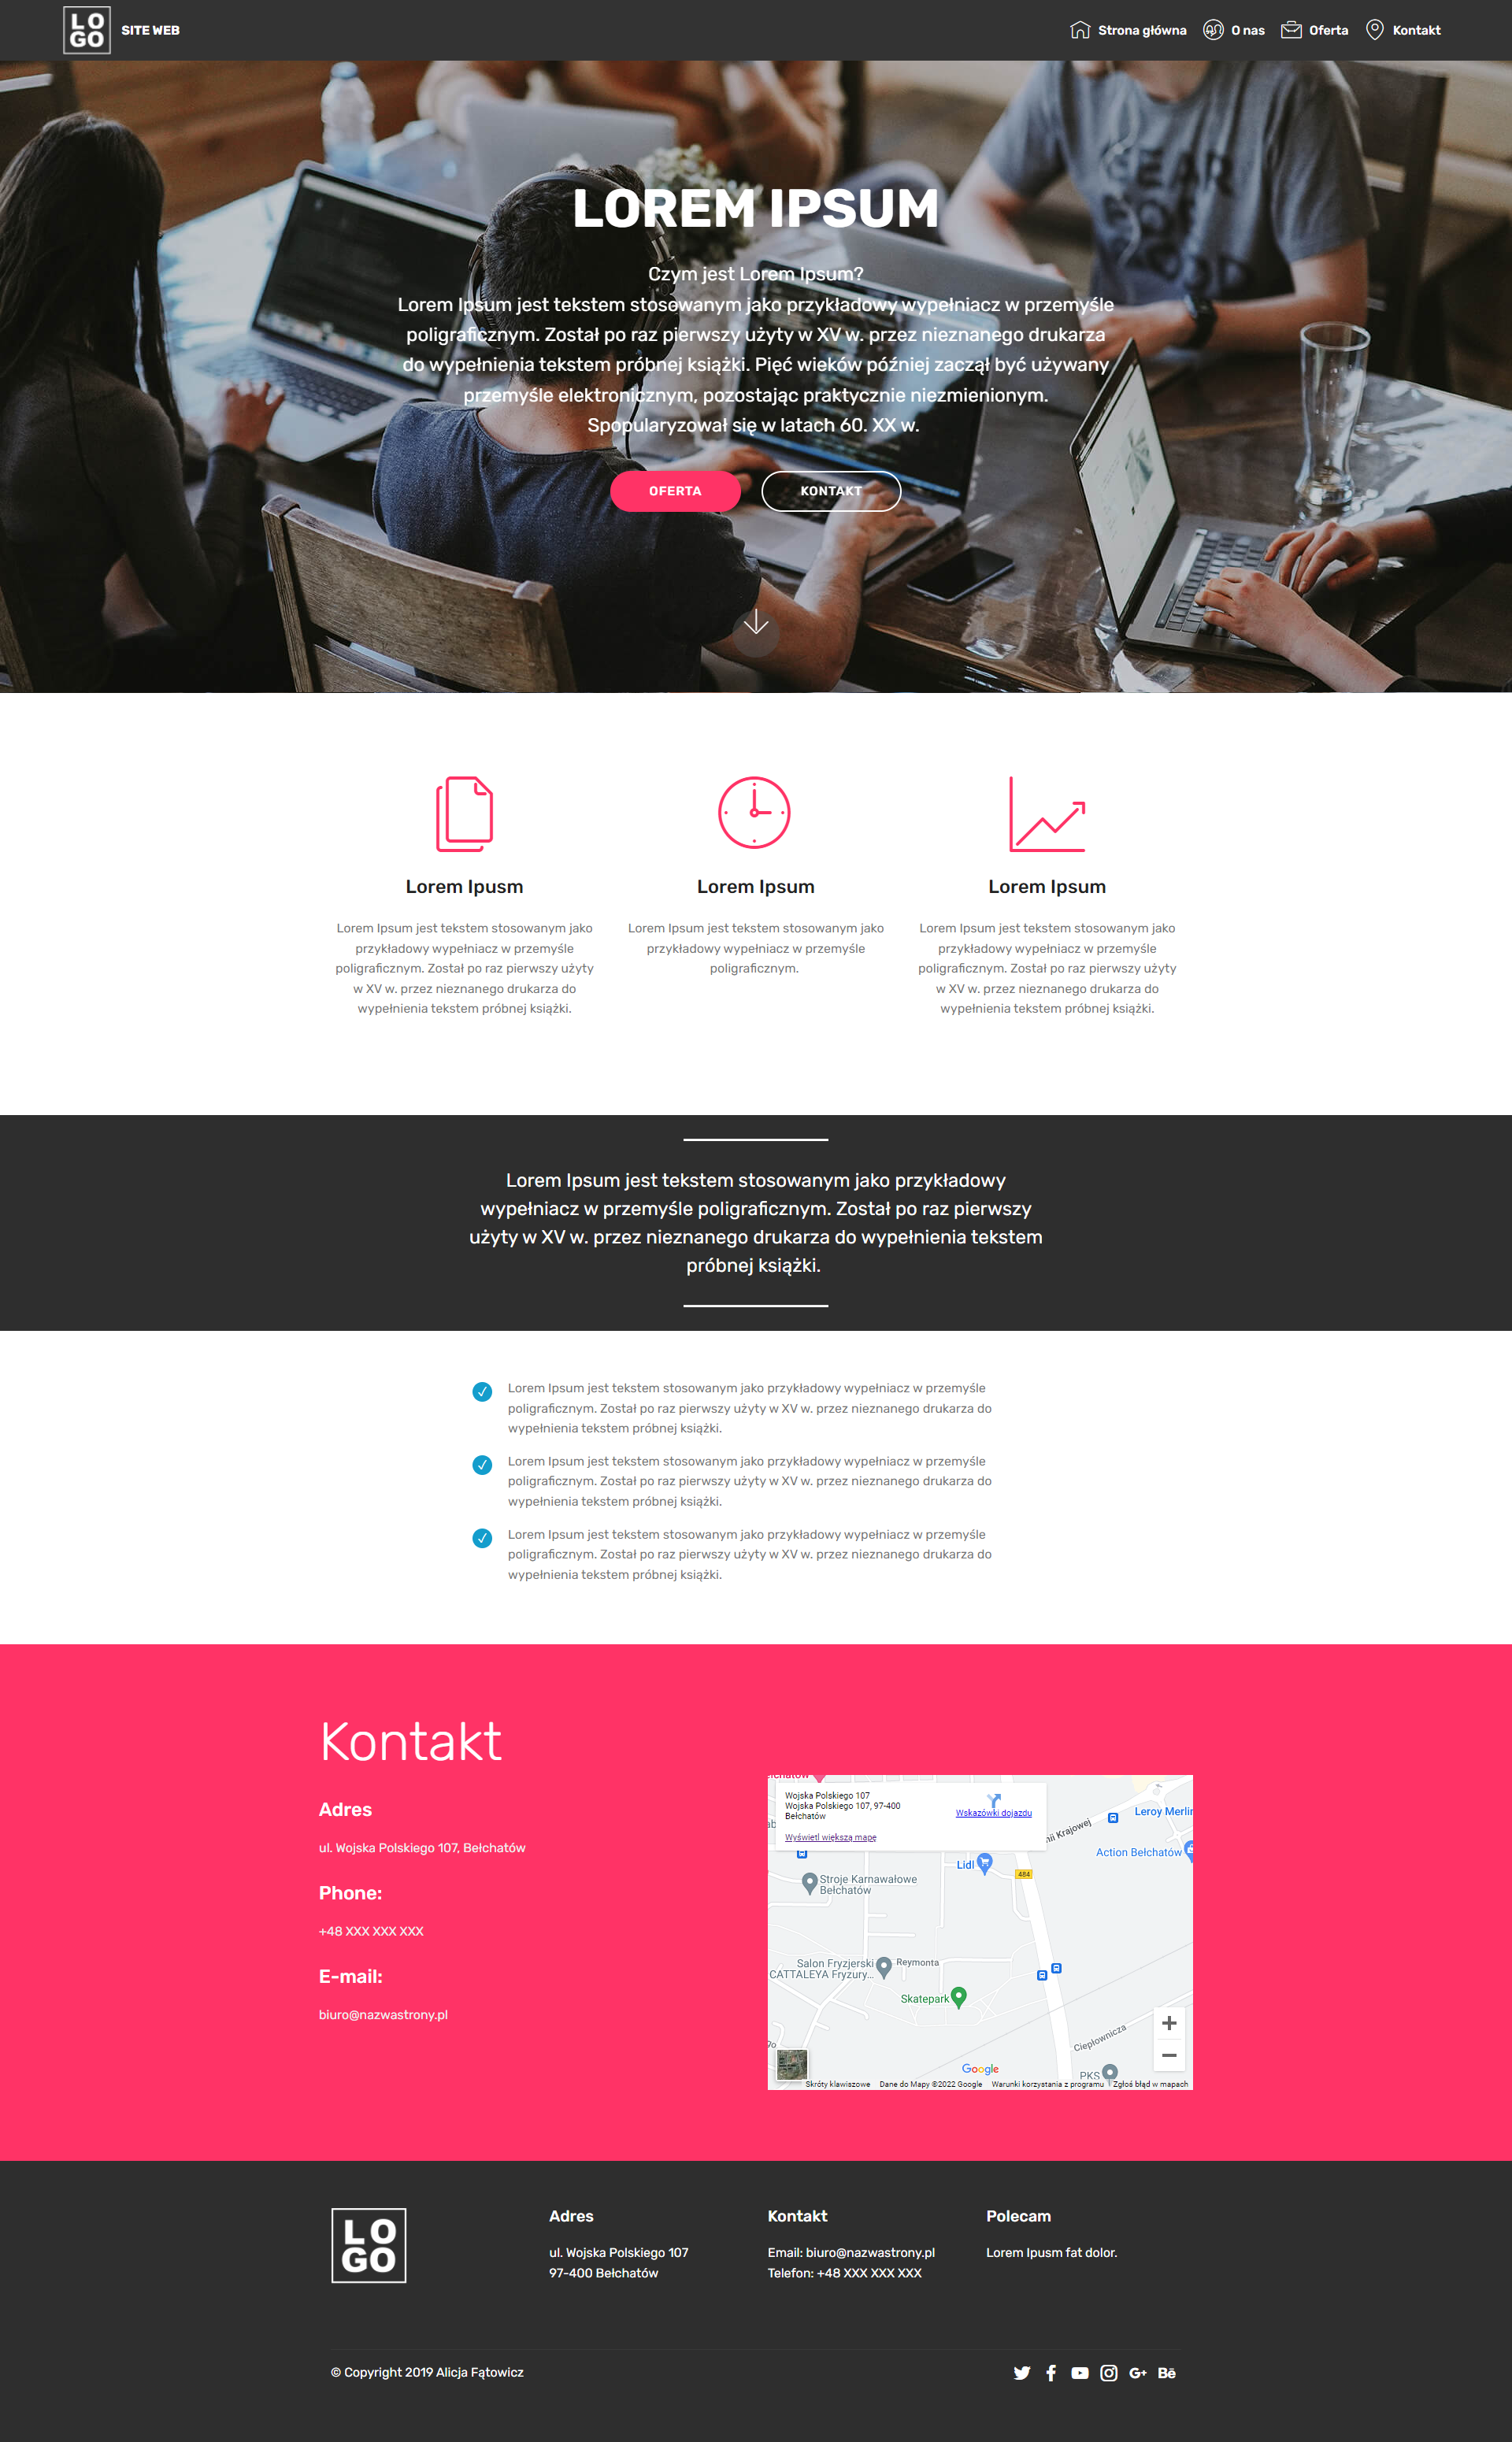 LO
GO
SITE WEB
Strona główna
O nas
Oferta
Kontakt
LOREM IPSUM
Czym jest Lorem Ipsum?
Lorem Ipsum jest tekstem stosowanym jako przykładowy wypełniacz w przemyśle
poligraficznym. Został po raz pierwszy użyty w XV w. przez nieznanego drukarza
do wypełnienia tekstem próbnej książki. Pięć wieków później zaczął być używany
przemyśle elektronicznym, pozostając praktycznie niezmienionym.
Spopularyzował się w latach 60. XX w.
OFERTA
KONTAKT
Lorem Ipusm
Lorem Ipsum jest tekstem stosowanym jako
przykładowy wypełniacz w przemyśle
poligraficznym. Został po raz pierwszy użyty
w XV w. przez nieznanego drukarza do
wypełnienia tekstem próbnej książki.
Lorem Ipsum
Lorem Ipsum jest tekstem stosowanym jako
przykładowy wypełniacz w przemyśle
poligraficznym.
Lorem Ipsum
Lorem Ipsum jest tekstem stosowanym jako
przykładowy wypełniacz w przemyśle
poligraficznym. Został po raz pierwszy użyty
w XV w. przez nieznanego drukarza do
wypełnienia tekstem próbnej książki.
Lorem Ipsum jest tekstem stosowanym jako przykładowy
wypełniacz w przemyśle poligraficznym. Został po raz pierwszy
użyty w XV w. przez nieznanego drukarza do wypełnienia tekstem
próbnej książki.
Lorem Ipsum jest tekstem stosowanym jako przykładowy wypełniacz w przemyśle
poligraficznym. Został po raz pierwszy użyty w XV w. przez nieznanego drukarza do
wypełnienia tekstem próbnej książki.
Lorem Ipsum jest tekstem stosowanym jako przykładowy wypełniacz w przemyśle
poligraficznym. Został po raz pierwszy użyty w XV w. przez nieznanego drukarza do
wypełnienia tekstem próbnej książki.
Lorem Ipsum jest tekstem stosowanym jako przykładowy wypełniacz w przemyśle
poligraficznym. Został po raz pierwszy użyty w XV w. przez nieznanego drukarza do
wypełnienia tekstem próbnej książki.
Kontakt
Adres
ul. Wojska Polskiego 107, Bełchatów
Phone:
+48 XXX XXX XXX
E-mail:
biuro@nazwastrony.pl
Wojska Polskiego 107
Wojska Polskiego 107, 97-400
Bełchatów
Wskazówki dojazdu
Wyświetl większą mapę
Leroy Merlin
Krajowej
Action Bełchatów
Lidl
484
Stroje Karnawałowe
Bełchatów
Salon Fryzjerski
CATTALEYA Fryzury...
Reymonta
Skatepark
Ciepłownicza
PKS
Google
Skróty klawiszowe
Dane do Mapy ©2022 Google
Warunki korzystania z programu
Zgłoś błąd w mapach
LO
GO
Adres
ul. Wojska Polskiego 107
97-400 Bełchatów
Kontakt
Email: biuro@nazwastrony.pl
Telefon: +48 XXX XXX XXX
Polecam
Lorem Ipusm fat dolor.
© Copyright 2019 Alicja Fątowicz
G+
Bē